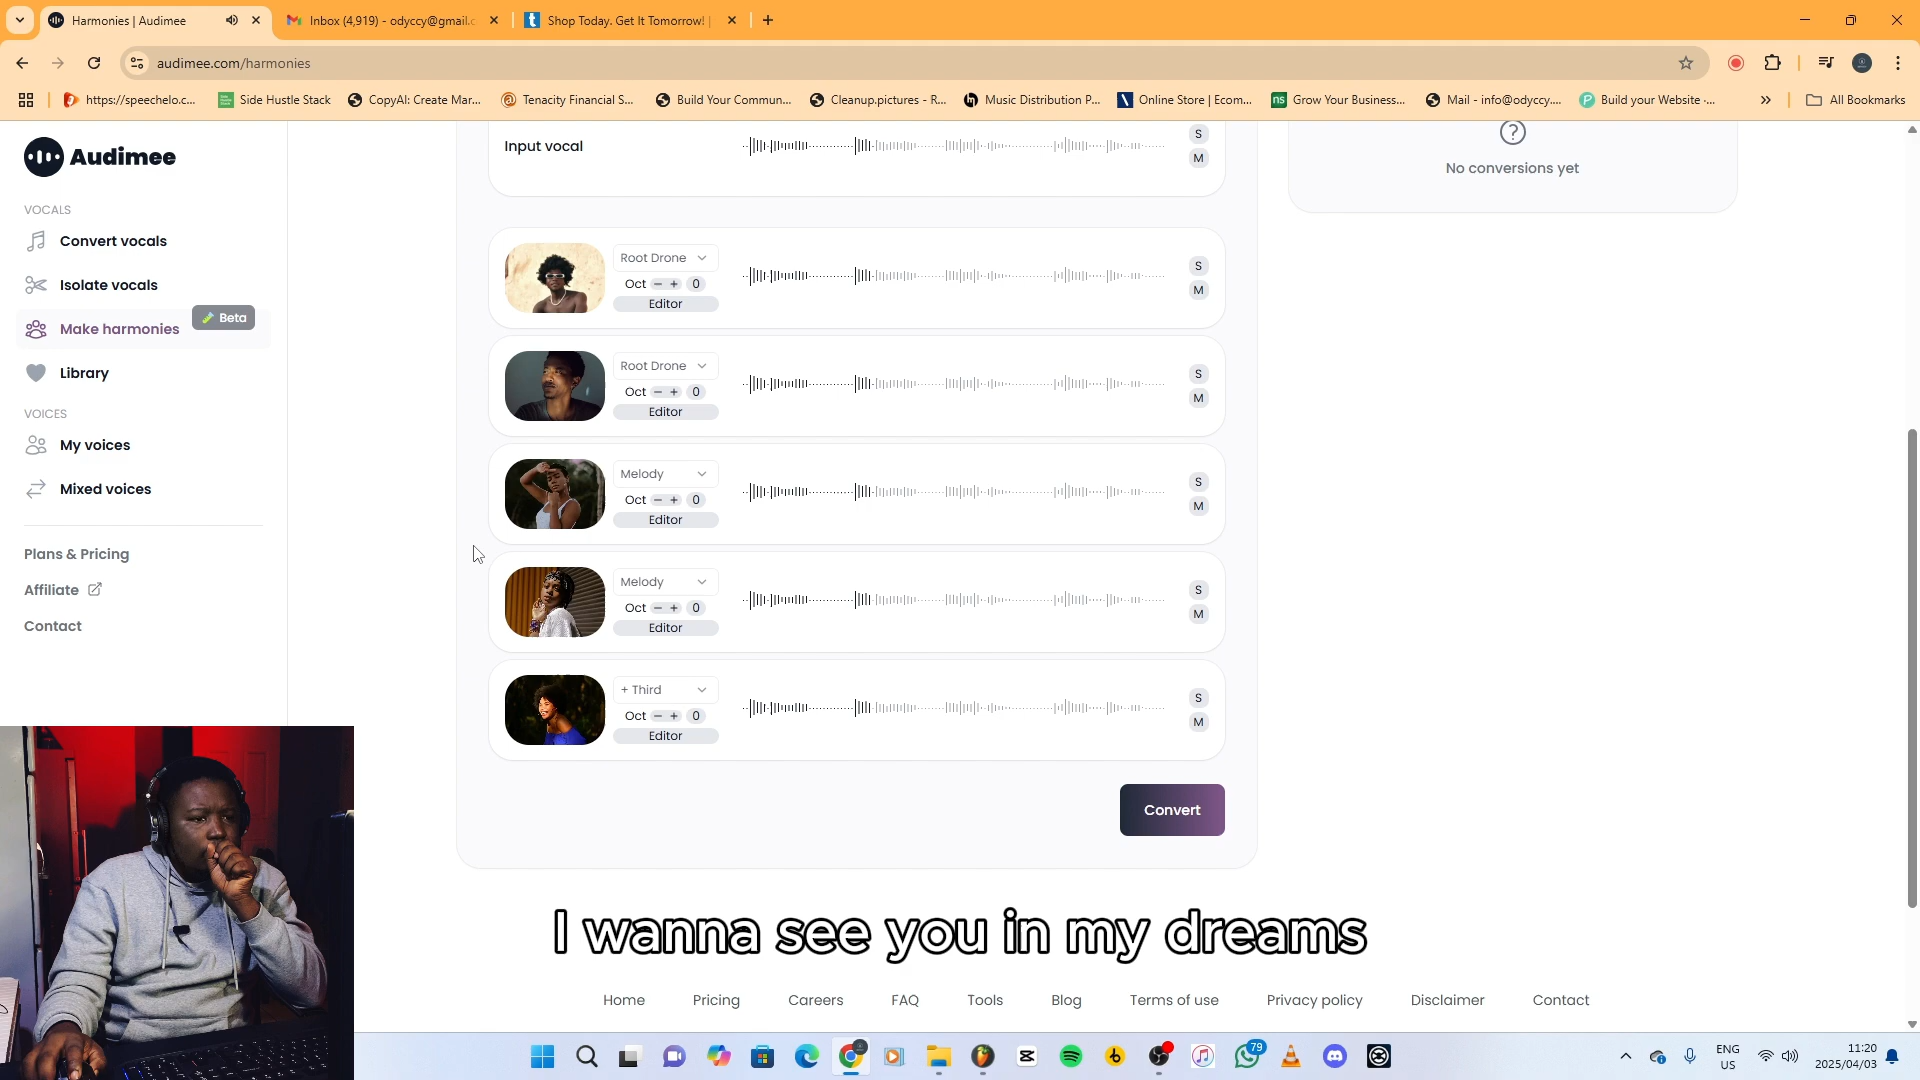 Harmonies | Audimee
Inbox (4,919) - odyccy@gmail.c
Shop Today. Get It Tomorrow! |
audimee.com/harmonies
https://speechelo.c...
Side Hustle Stack
CopyAI: Create Mar...
Tenacity Financial S...
Build Your Commun...
Cleanup.pictures - R...
Music Distribution P...
Online Store | Ecom...
Grow Your Business...
Mail - info@odyccy....
Build your Website -...
All Bookmarks
Audimee
VOCALS
Convert vocals
Isolate vocals
Make harmonies
Beta
Library
VOICES
My voices
Mixed voices
Plans & Pricing
Affiliate
Contact
Input vocal
S
M
Root Drone
Oct − + 0
Editor
S
M
Root Drone
Oct − + 0
Editor
S
M
Melody
Oct − + 0
Editor
S
M
Melody
Oct − + 0
Editor
S
M
+ Third
Oct − + 0
Editor
S
M
Convert
No conversions yet
I wanna see you in my dreams
Home
Pricing
Careers
FAQ
Tools
Blog
Terms of use
Privacy policy
Disclaimer
Contact
79
ENG
US
11:20
2025/04/03